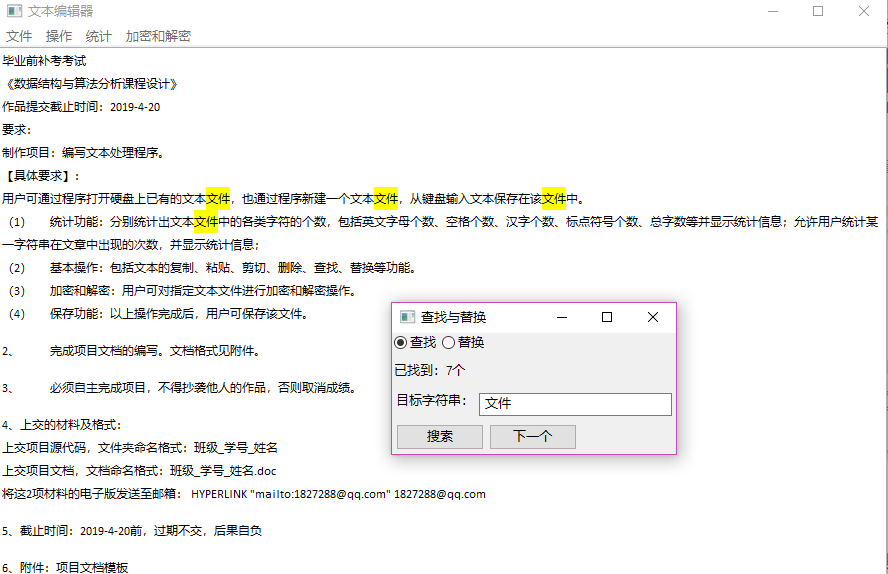 文本编辑器
文件 操作 统计 加密和解密
毕业前补考考试
《数据结构与算法分析课程设计》
作品提交截止时间：2019-4-20
要求：
制作项目：编写文本处理程序。
【具体要求】：
用户可通过程序打开硬盘上已有的文本文件，也通过程序新建一个文本文件，从键盘输入文本保存在该文件中。
（1） 统计功能：分别统计出文本文件中的各类字符的个数，包括英文字母个数、空格个数、汉字个数、标点符号个数、总字数等并显示统计信息；允许用户统计某
一字符串在文章中出现的次数，并显示统计信息；
（2） 基本操作：包括文本的复制、粘贴、剪切、删除、查找、替换等功能。
（3） 加密和解密：用户可对指定文本文件进行加密和解密操作。
（4） 保存功能：以上操作完成后，用户可保存该文件。
2、 完成项目文档的编写。文档格式见附件。
3、 必须自主完成项目，不得抄袭他人的作品，否则取消成绩。
4、上交的材料及格式：
上交项目源代码，文件夹命名格式：班级_学号_姓名
上交项目文档，文档命名格式：班级_学号_姓名.doc
将这2项材料的电子版发送至邮箱： HYPERLINK "mailto:1827288@qq.com" 1827288@qq.com
5、截止时间：2019-4-20前，过期不交，后果自负
6、附件：项目文档模板
查找与替换
查找 替换
已找到：7个
目标字符串： 文件
搜索 下一个